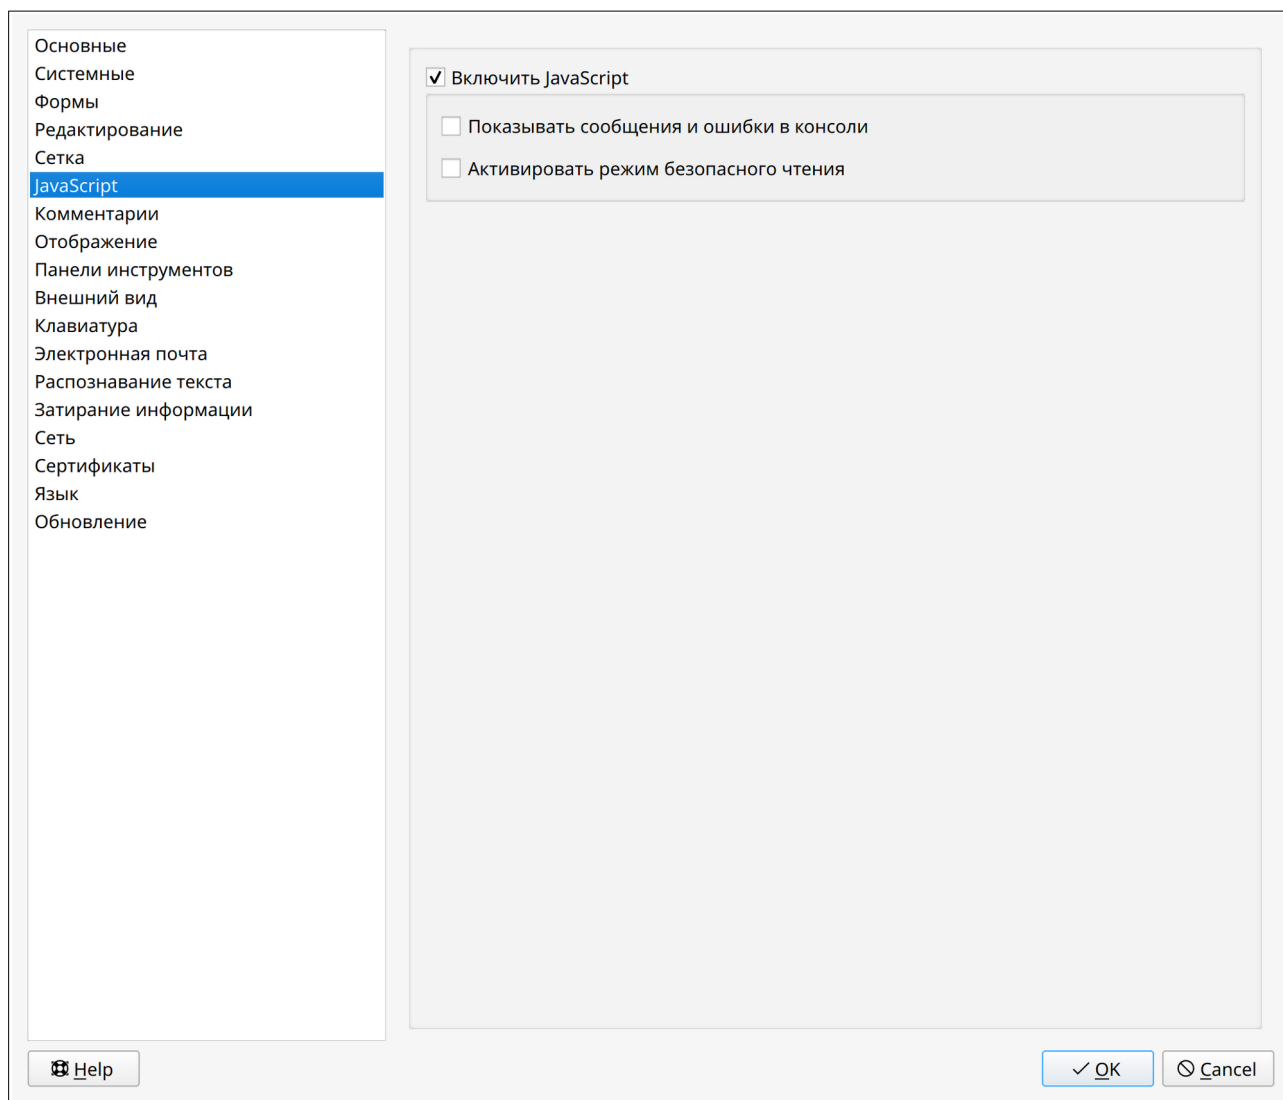 Основные
Системные
Формы
Редактирование
Сетка
JavaScript
Комментарии
Отображение
Панели инструментов
Внешний вид
Клавиатура
Электронная почта
Распознавание текста
Затирание информации
Сеть
Сертификаты
Язык
Обновление
Включить JavaScript
Показывать сообщения и ошибки в консоли
Активировать режим безопасного чтения
Help
OK
Cancel